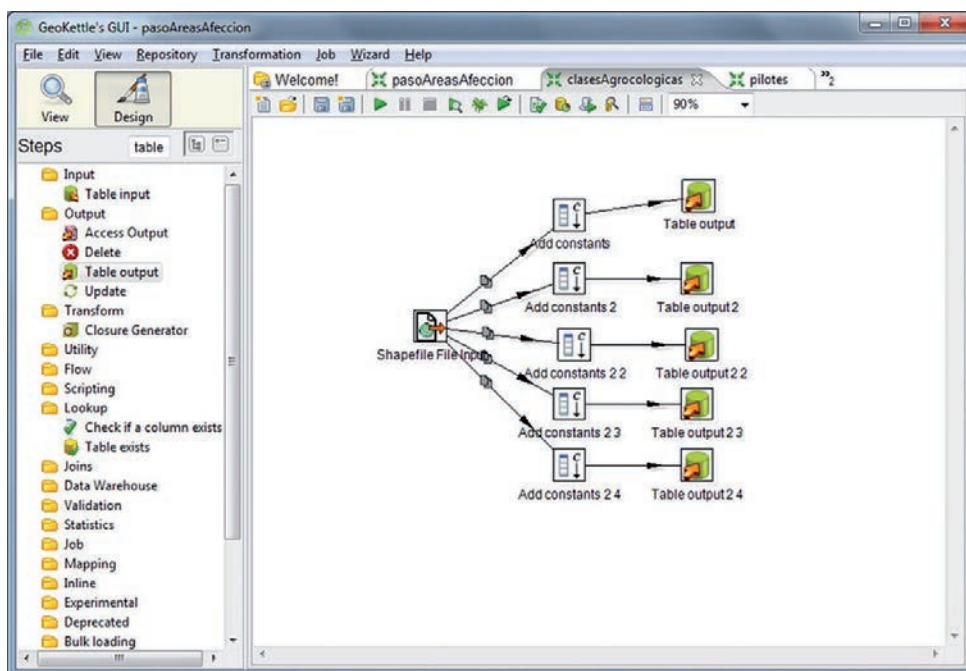 GeoKettle's GUI - pasoAreasAfeccion
File Edit View Repository Transformation Job Wizard Help
View
Design
Welcome!
pasoAreasAfeccion
clasesAgrocologicas
pilotes
»2
90%
Steps
table
Input
Table input
Output
Access Output
Delete
Table output
Update
Transform
Closure Generator
Utility
Flow
Scripting
Lookup
Check if a column exists
Table exists
Joins
Data Warehouse
Validation
Statistics
Job
Mapping
Inline
Experimental
Deprecated
Bulk loading
Add constants
Table output
Add constants 2
Table output 2
Shapefile File Input
Add constants 2 2
Table output 2 2
Add constants 2 3
Table output 2 3
Add constants 2 4
Table output 2 4